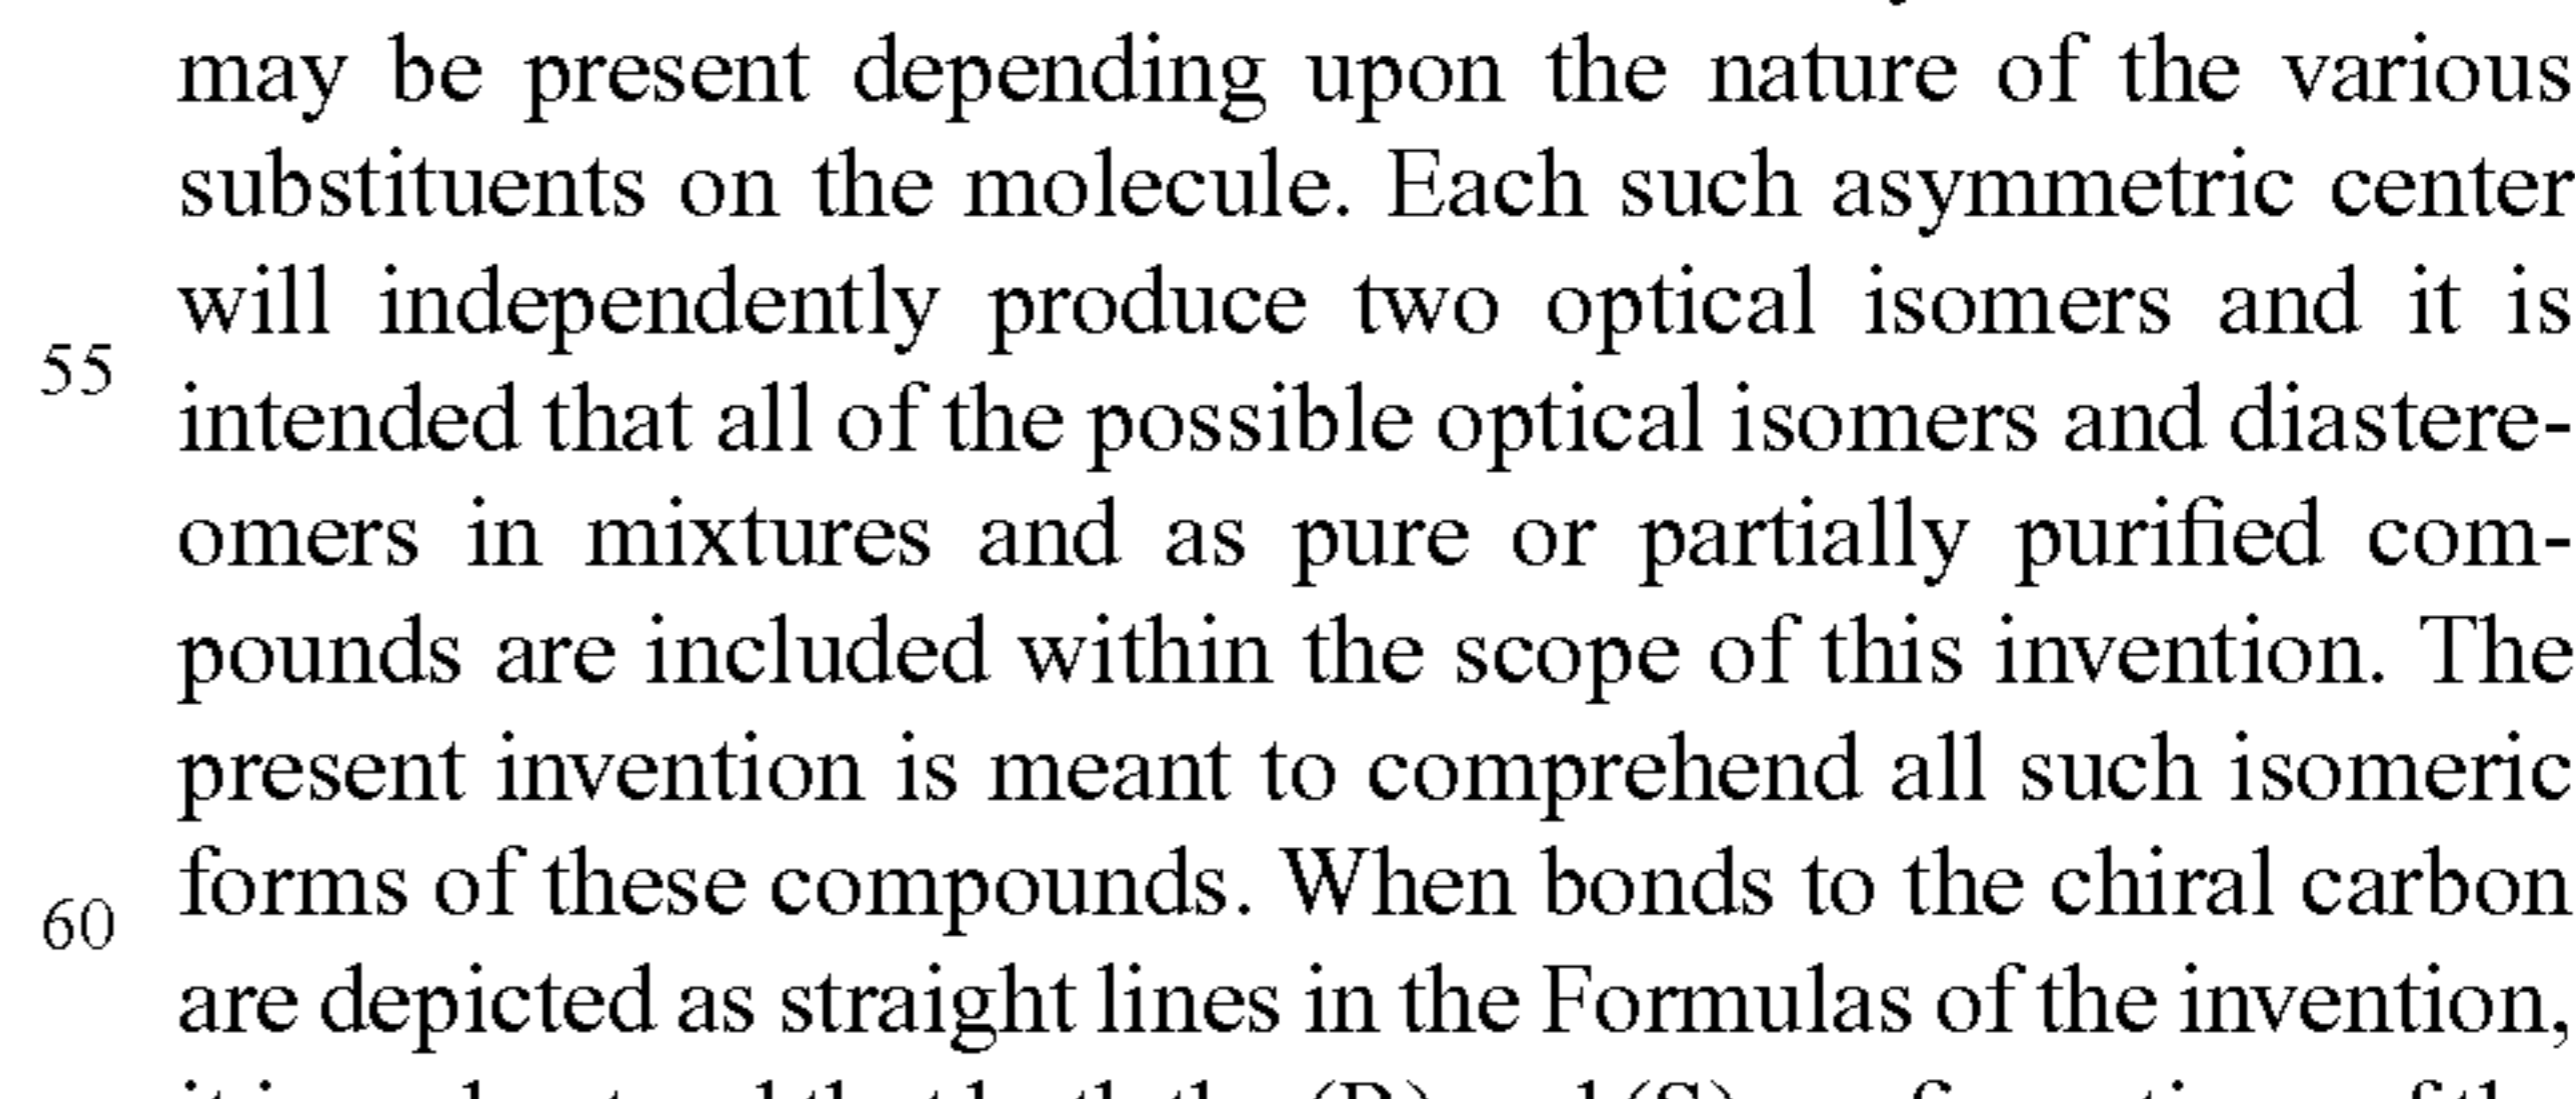 may be present depending upon the nature of the various
substituents on the molecule. Each such asymmetric center
will independently produce two optical isomers and it is
55
intended that all of the possible optical isomers and diastere-
omers in mixtures and as pure or partially purified com-
pounds are included within the scope of this invention. The
present invention is meant to comprehend all such isomeric
forms of these compounds. When bonds to the chiral carbon
60
are depicted as straight lines in the Formulas of the invention,